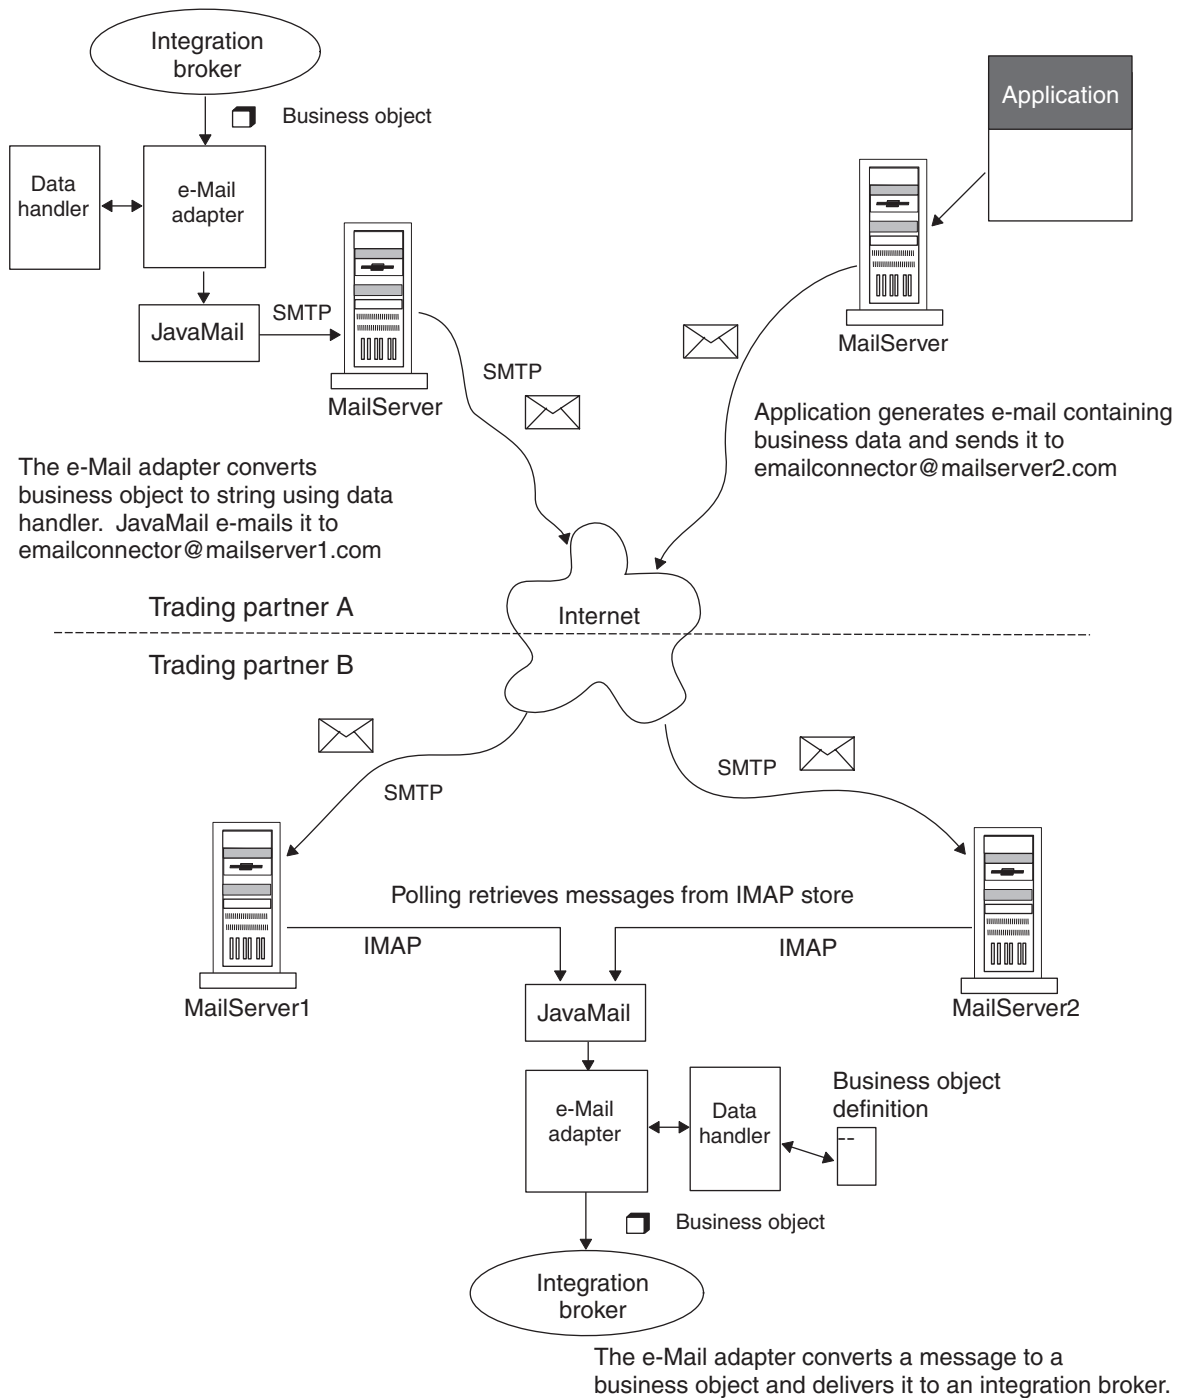 Integration
broker
Business object
Application
Data
handler
e-Mail
adapter
SMTP
JavaMail
MailServer
MailServer
SMTP
Application generates e-mail containing
business data and sends it to
emailconnector@mailserver2.com
The e-Mail adapter converts
business object to string using data
handler.  JavaMail e-mails it to
emailconnector@mailserver1.com
Trading partner A
Internet
Trading partner B
SMTP
SMTP
Polling retrieves messages from IMAP store
IMAP
IMAP
MailServer1
JavaMail
MailServer2
e-Mail
adapter
Data
handler
Business object
definition
Business object
Integration
broker
The e-Mail adapter converts a message to a
business object and delivers it to an integration broker.